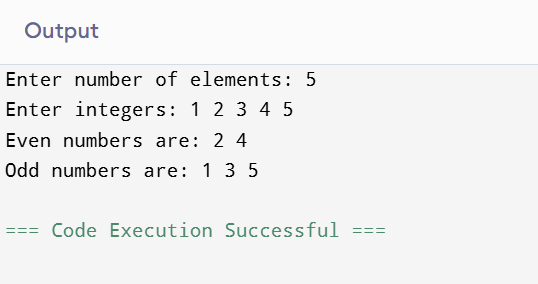 Output
Enter number of elements: 5
Enter integers: 1 2 3 4 5
Even numbers are: 2 4
Odd numbers are: 1 3 5
=== Code Execution Successful ===